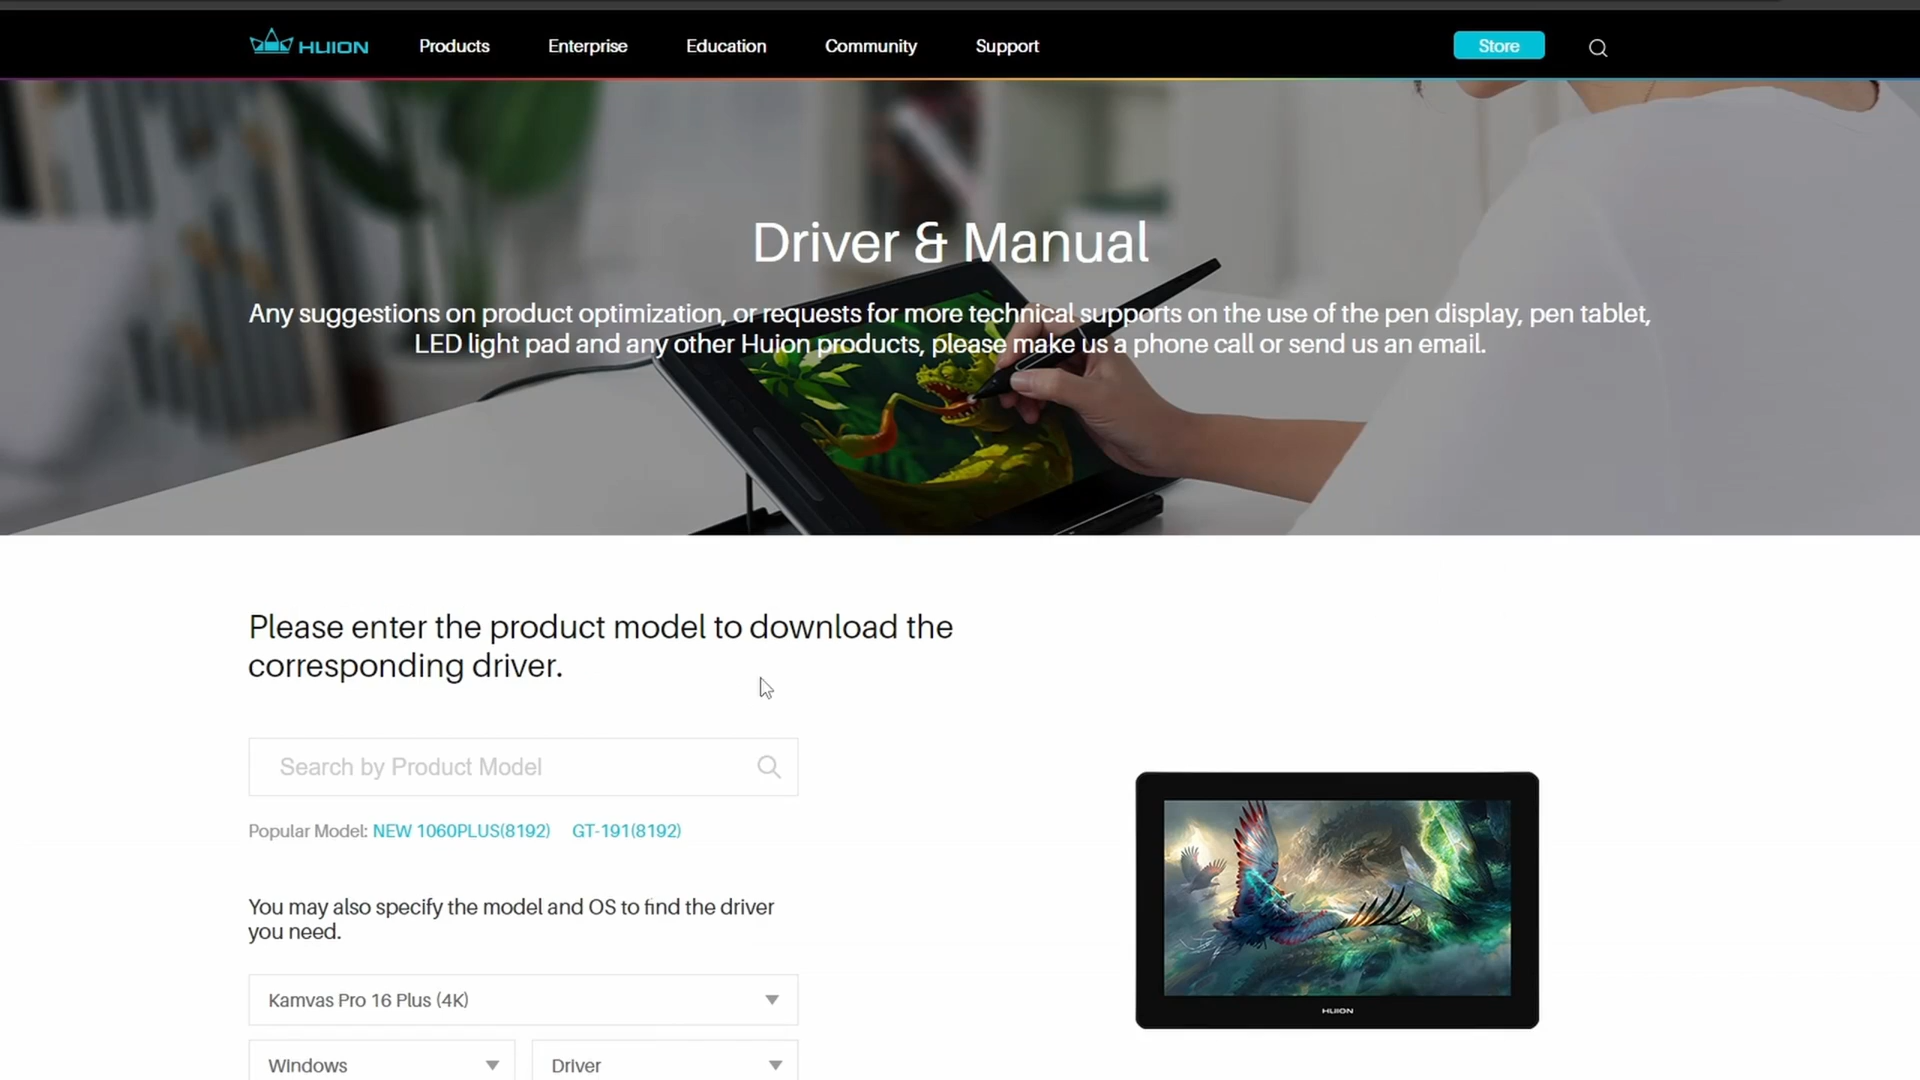 HUION Products Enterprise Education Community Support Store
Driver & Manual
Any suggestions on product optimization, or requests for more technical supports on the use of the pen display, pen tablet,
LED light pad and any other Huion products, please make us a phone call or send us an email.
Please enter the product model to download the
corresponding driver.
Search by Product Model
Popular Model: NEW 1060PLUS(8192) GT-191(8192)
You may also specify the model and OS to find the driver
you need.
Kamvas Pro 16 Plus (4K)
Windows Driver
HUION